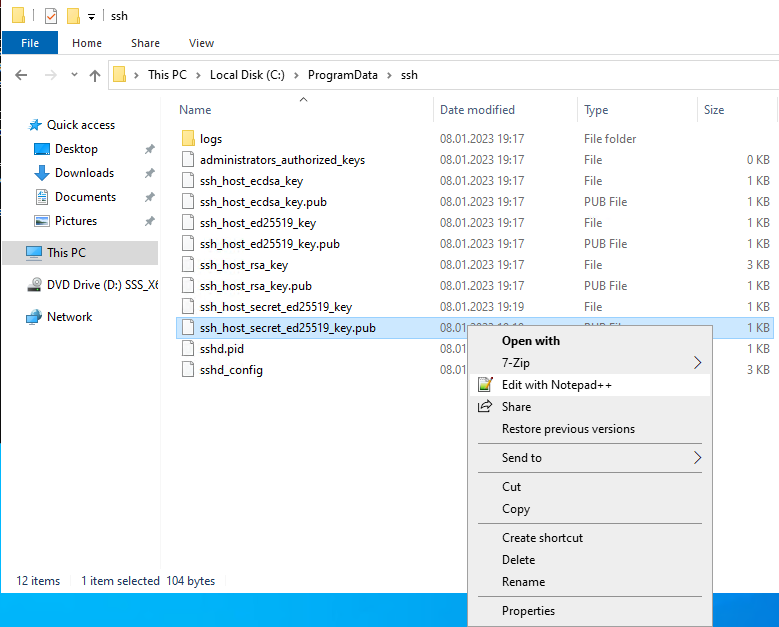 ssh
File Home Share View
This PC Local Disk (C:) ProgramData ssh
Name Date modified Type Size
Quick access
Desktop
Downloads
Documents
Pictures
This PC
DVD Drive (D:) SSS_X6
Network
logs 08.01.2023 19:17 File folder
administrators_authorized_keys 08.01.2023 19:17 File 0 KB
ssh_host_ecdsa_key 08.01.2023 19:17 File 1 KB
ssh_host_ecdsa_key.pub 08.01.2023 19:17 PUB File 1 KB
ssh_host_ed25519_key 08.01.2023 19:17 File 1 KB
ssh_host_ed25519_key.pub 08.01.2023 19:17 PUB File 1 KB
ssh_host_rsa_key 08.01.2023 19:17 File 3 KB
ssh_host_rsa_key.pub 08.01.2023 19:17 PUB File 1 KB
ssh_host_secret_ed25519_key 08.01.2023 19:19 File 1 KB
ssh_host_secret_ed25519_key.pub 08.01.2023 19:19 PUB File 1 KB
sshd.pid 08.0 1 KB
sshd_config 08.0 3 KB
Open with
7-Zip
Edit with Notepad++
Share
Restore previous versions
Send to
Cut
Copy
Create shortcut
Delete
Rename
Properties
12 items 1 item selected 104 bytes